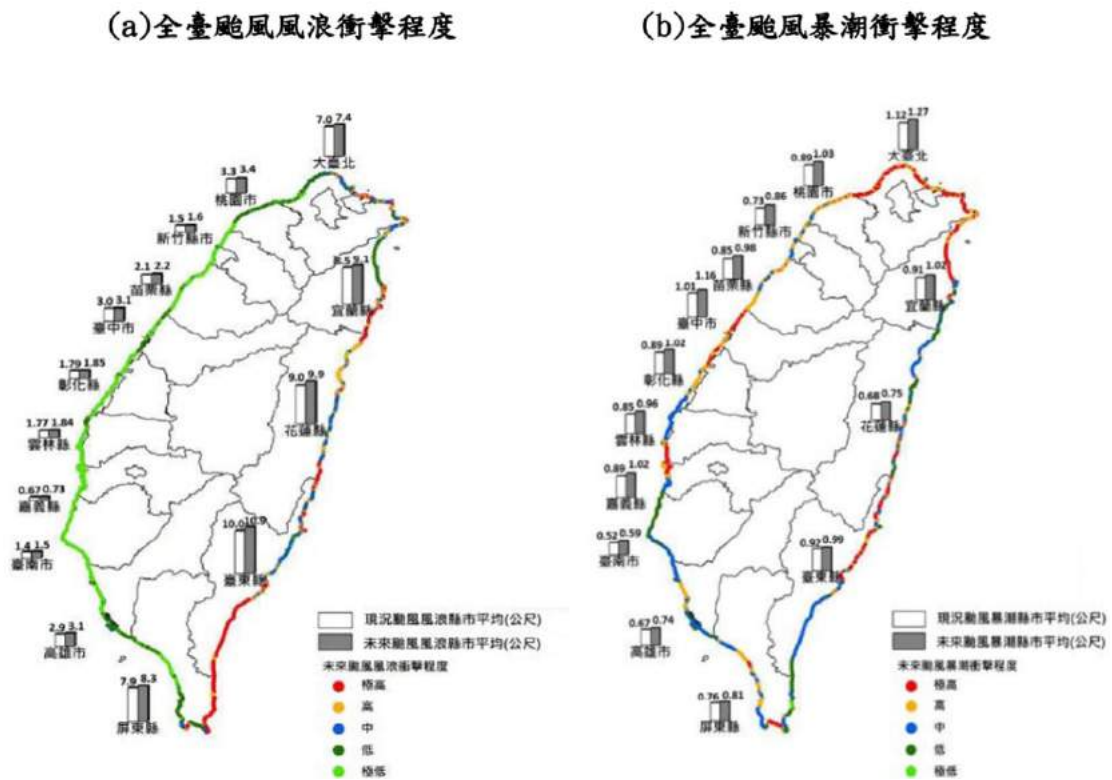 (a)全臺颱風風浪衝擊程度
7.0 7.4
大臺北
3.3 3.4
桃園市
1.5 1.6
新竹縣市
2.1 2.2
苗栗縣
3.0 3.1
臺中市
8.5 9.1
宜蘭縣
1.79 1.85
彰化縣
9.0 9.9
花蓮縣
1.77 1.84
雲林縣
0.67 0.73
嘉義縣
1.4 1.5
臺南市
10.0 10.9
臺東縣
2.9 3.1
高雄市
7.9 8.3
屏東縣
現況颱風風浪縣市平均(公尺)
未來颱風風浪縣市平均(公尺)
未來颱風風浪衝擊程度
極高
高
中
低
極低
(b)全臺颱風暴潮衝擊程度
1.12 1.27
大臺北
0.89 1.03
桃園市
0.73 0.86
新竹縣市
0.85 0.98
苗栗縣
1.01 1.16
臺中市
0.91 1.02
宜蘭縣
0.89 1.02
彰化縣
0.68 0.75
花蓮縣
0.85 0.96
雲林縣
0.89 1.02
嘉義縣
0.52 0.59
臺南市
0.92 0.99
臺東縣
0.67 0.74
高雄市
0.76 0.81
屏東縣
現況颱風暴潮縣市平均(公尺)
未來颱風暴潮縣市平均(公尺)
未來颱風暴潮衝擊程度
極高
高
中
低
極低